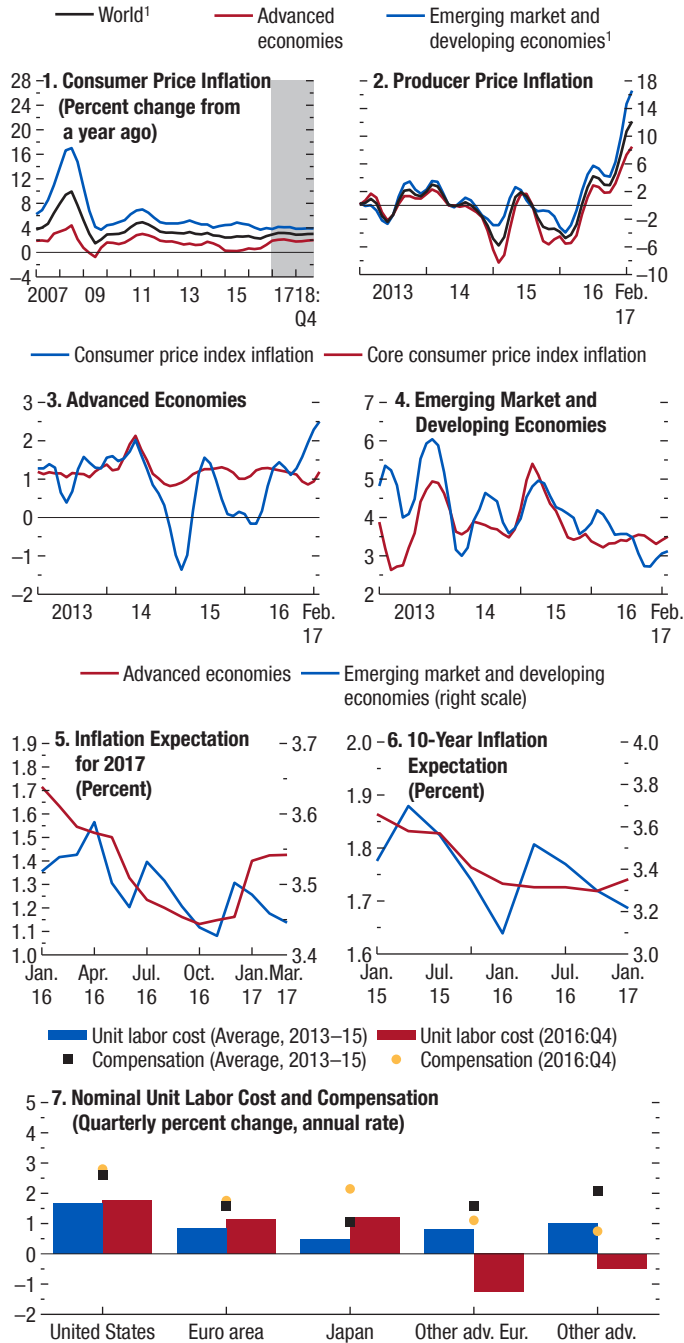 World¹
Advanced economies
Emerging market and developing economies¹
1. Consumer Price Inflation
(Percent change from
a year ago)
28
24
20
16
12
8
4
0
–4
2007 09 11 13 15 17 18:
Q4
2. Producer Price Inflation
18
14
10
6
2
–2
–6
–10
2013 14 15 16 Feb.
17
Consumer price index inflation
Core consumer price index inflation
3. Advanced Economies
3
2
1
0
–1
–2
2013 14 15 16 Feb.
17
4. Emerging Market and
Developing Economies
7
6
5
4
3
2
2013 14 15 16 Feb.
17
Advanced economies
Emerging market and developing
economies (right scale)
5. Inflation Expectation
for 2017
(Percent)
1.9
1.8
1.7
1.6
1.5
1.4
1.3
1.2
1.1
1.0
3.7
3.6
3.5
3.4
Jan. Apr. Jul. Oct. Jan. Mar.
16 16 16 16 17 17
6. 10-Year Inflation
Expectation
(Percent)
2.0
1.9
1.8
1.7
1.6
4.0
3.8
3.6
3.4
3.2
3.0
Jan. Jul. Jan. Jul. Jan.
15 15 16 16 17
Unit labor cost (Average, 2013–15)
Unit labor cost (2016:Q4)
Compensation (Average, 2013–15)
Compensation (2016:Q4)
7. Nominal Unit Labor Cost and Compensation
(Quarterly percent change, annual rate)
5
4
3
2
1
0
–1
–2
United States Euro area Japan Other adv. Eur. Other adv.